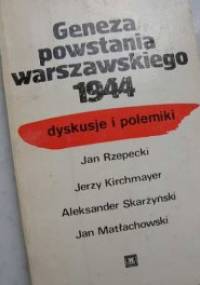 Geneza
powstania
warszawskiego
1944
dyskusje i polemiki
Jan Rzepecki
Jerzy Kirchmayer
Aleksander Skarżyński
Jan Matłachowski